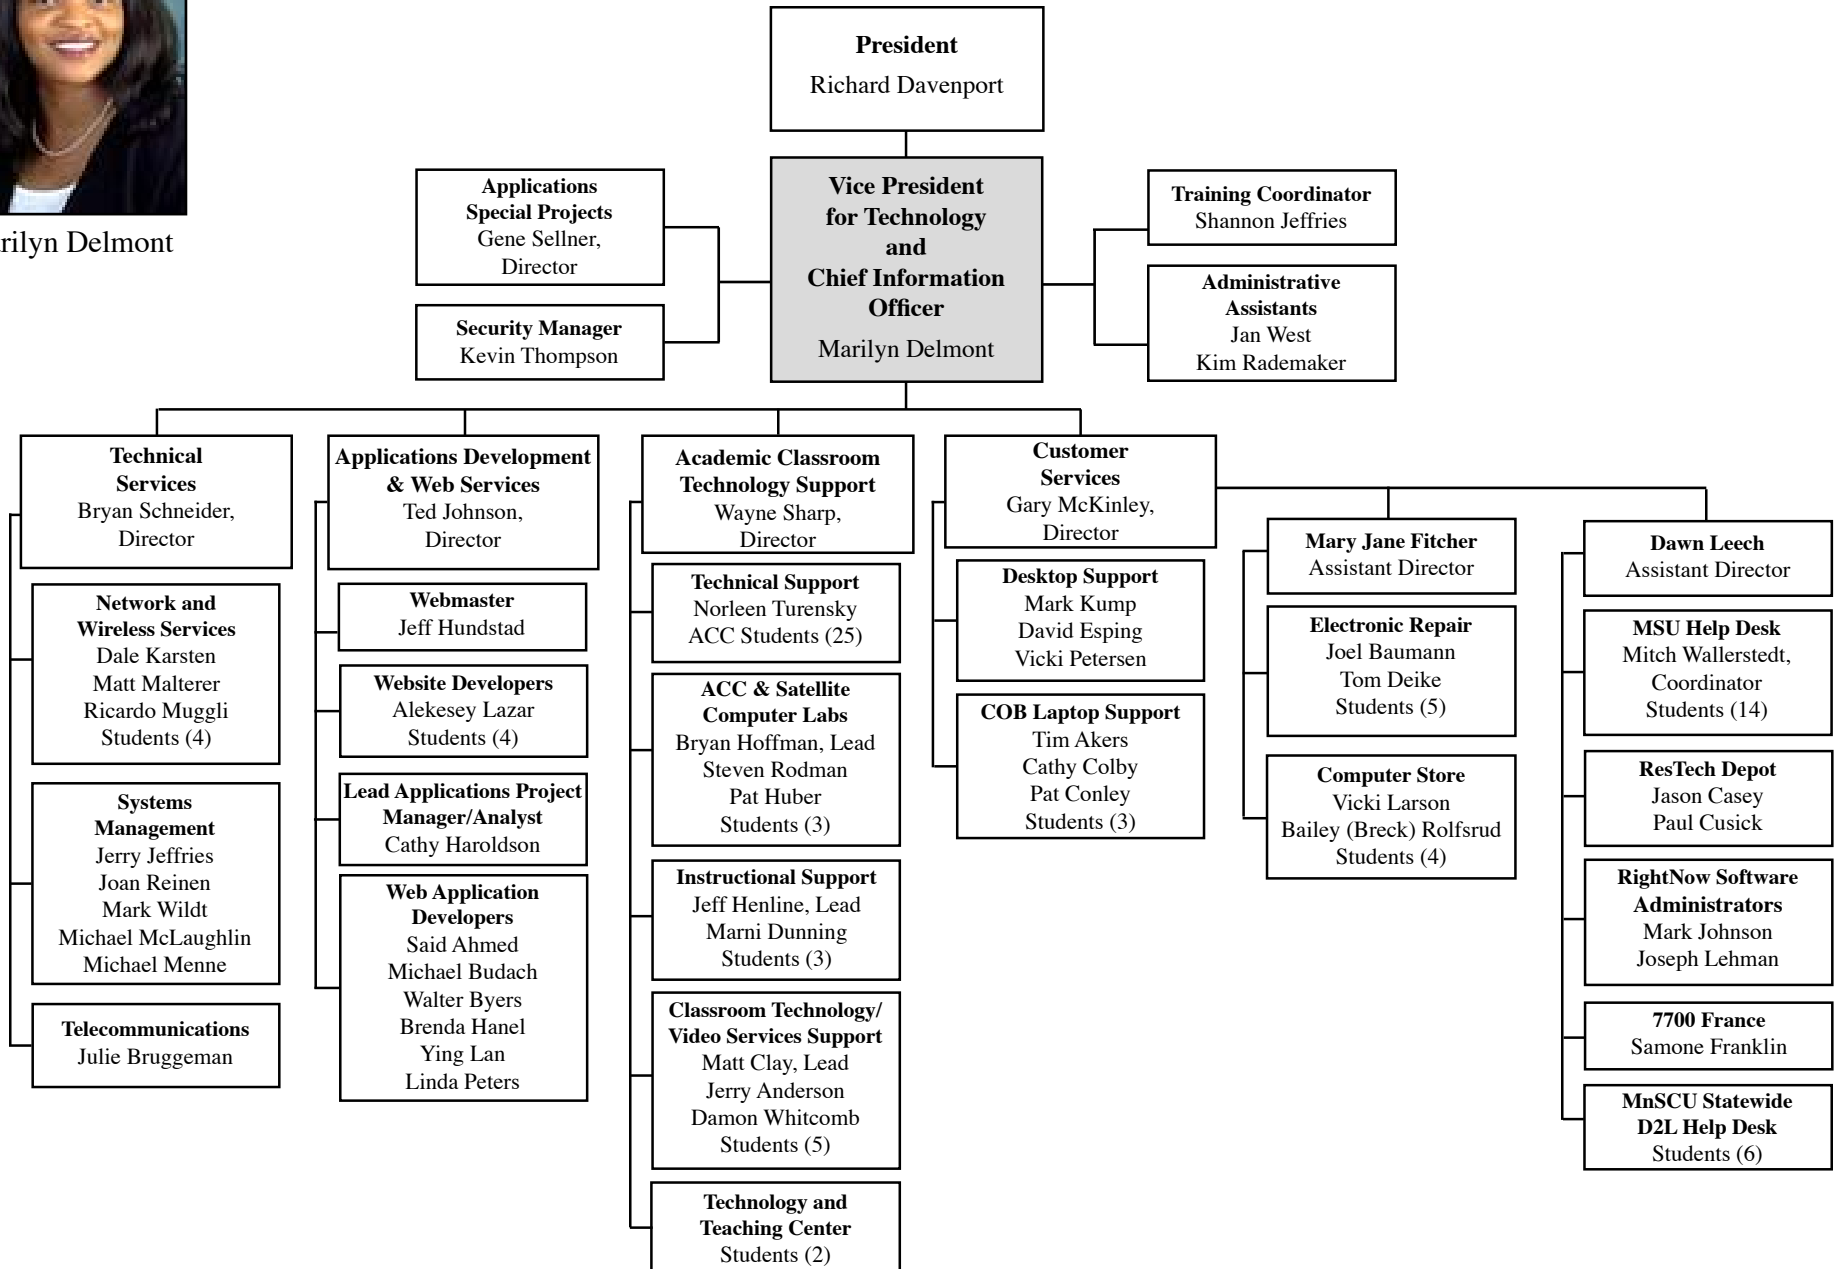 rilyn Delmont
President
Richard Davenport
Vice President
for Technology
and
Chief Information
Officer
Marilyn Delmont
Applications
Special Projects
Gene Sellner,
Director
Security Manager
Kevin Thompson
Training Coordinator
Shannon Jeffries
Administrative
Assistants
Jan West
Kim Rademaker
Technical
Services
Bryan Schneider,
Director
Network and
Wireless Services
Dale Karsten
Matt Malterer
Ricardo Muggli
Students (4)
Systems
Management
Jerry Jeffries
Joan Reinen
Mark Wildt
Michael McLaughlin
Michael Menne
Telecommunications
Julie Bruggeman
Applications Development
& Web Services
Ted Johnson,
Director
Webmaster
Jeff Hundstad
Website Developers
Alekesey Lazar
Students (4)
Lead Applications Project
Manager/Analyst
Cathy Haroldson
Web Application
Developers
Said Ahmed
Michael Budach
Walter Byers
Brenda Hanel
Ying Lan
Linda Peters
Academic Classroom
Technology Support
Wayne Sharp,
Director
Technical Support
Norleen Turensky
ACC Students (25)
ACC & Satellite
Computer Labs
Bryan Hoffman, Lead
Steven Rodman
Pat Huber
Students (3)
Instructional Support
Jeff Henline, Lead
Marni Dunning
Students (3)
Classroom Technology/
Video Services Support
Matt Clay, Lead
Jerry Anderson
Damon Whitcomb
Students (5)
Technology and
Teaching Center
Students (2)
Customer
Services
Gary McKinley,
Director
Desktop Support
Mark Kump
David Esping
Vicki Petersen
COB Laptop Support
Tim Akers
Cathy Colby
Pat Conley
Students (3)
Mary Jane Fitcher
Assistant Director
Electronic Repair
Joel Baumann
Tom Deike
Students (5)
Computer Store
Vicki Larson
Bailey (Breck) Rolfsrud
Students (4)
Dawn Leech
Assistant Director
MSU Help Desk
Mitch Wallerstedt,
Coordinator
Students (14)
ResTech Depot
Jason Casey
Paul Cusick
RightNow Software
Administrators
Mark Johnson
Joseph Lehman
7700 France
Samone Franklin
MnSCU Statewide
D2L Help Desk
Students (6)